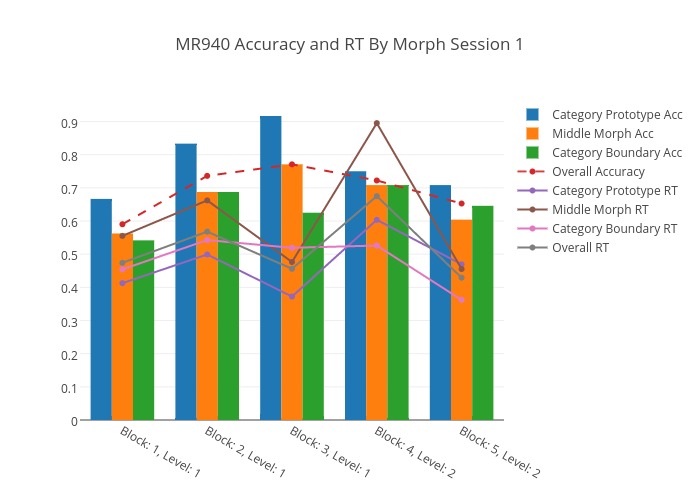 MR940 Accuracy and RT By Morph Session 1
0.9
0.8
0.7
0.6
0.5
0.4
0.3
0.2
0.1
0
Block: 1, Level: 1
Block: 2, Level: 1
Block: 3, Level: 1
Block: 4, Level: 2
Block: 5, Level: 2
Category Prototype Acc
Middle Morph Acc
Category Boundary Acc
Overall Accuracy
Category Prototype RT
Middle Morph RT
Category Boundary RT
Overall RT